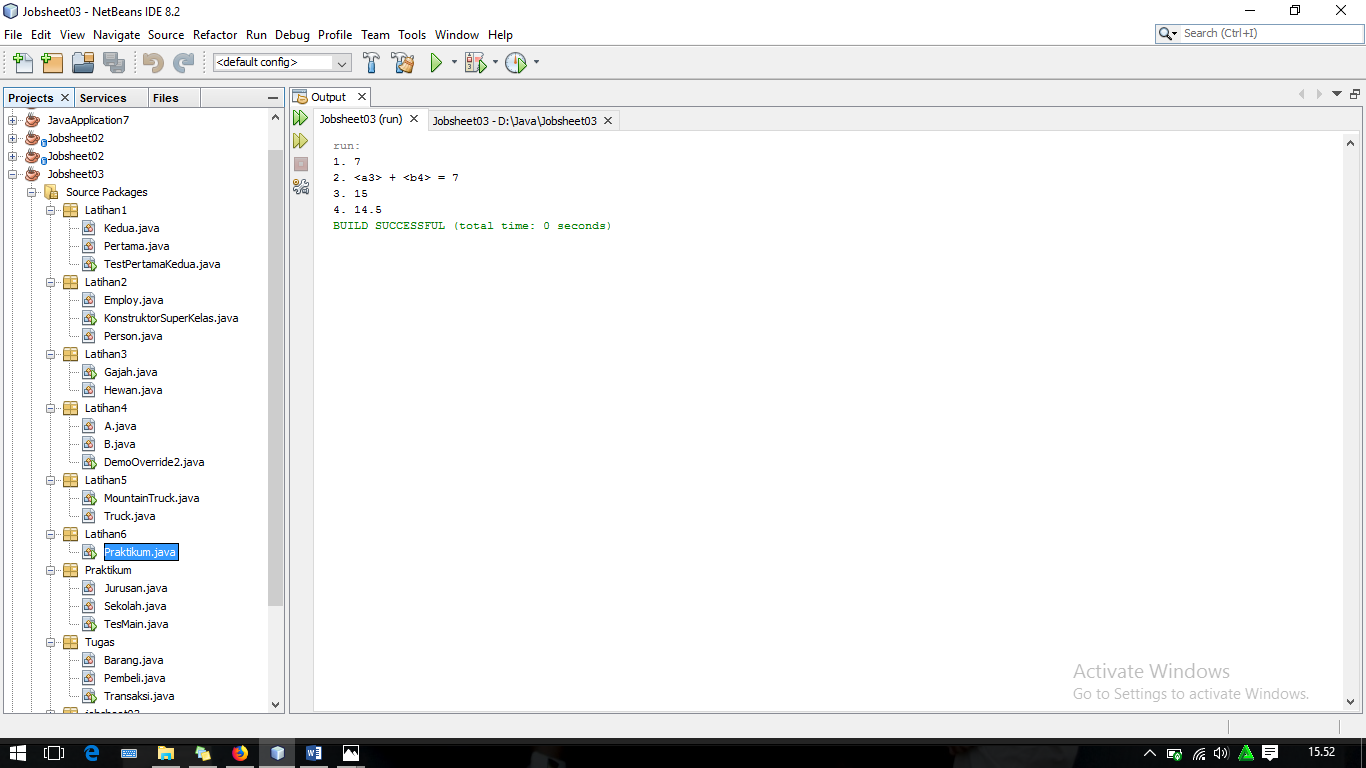 Jobsheet03 - NetBeans IDE 8.2
File Edit View Navigate Source Refactor Run Debug Profile Team Tools Window Help
Search (Ctrl+I)
<default config>
Projects Services Files
Output
JavaApplication7
Jobsheet02
Jobsheet02
Jobsheet03
Source Packages
Latihan1
Kedua.java
Pertama.java
TestPertamaKedua.java
Latihan2
Employ.java
KonstruktorSuperKelas.java
Person.java
Latihan3
Gajah.java
Hewan.java
Latihan4
A.java
B.java
DemoOverride2.java
Latihan5
MountainTruck.java
Truck.java
Latihan6
Praktikum.java
Praktikum
Jurusan.java
Sekolah.java
TesMain.java
Tugas
Barang.java
Pembeli.java
Transaksi.java
Jobsheet03 (run) Jobsheet03 - D:\Java\Jobsheet03
run:
1. 7
2. <a3> + <b4> = 7
3. 15
4. 14.5
BUILD SUCCESSFUL (total time: 0 seconds)
Activate Windows
Go to Settings to activate Windows.
15.52